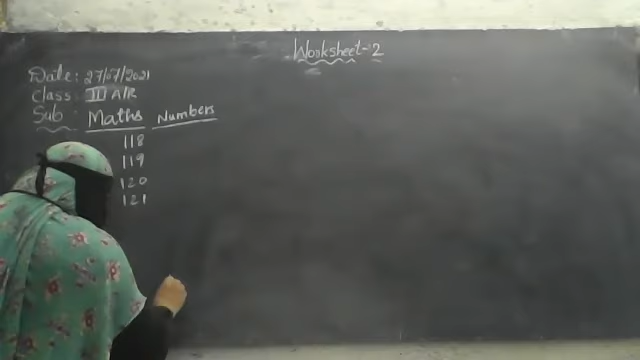 Worksheet-2
Date: 27/07/2021
Class: III A/R
Sub: Maths Numbers
118
119
120
121